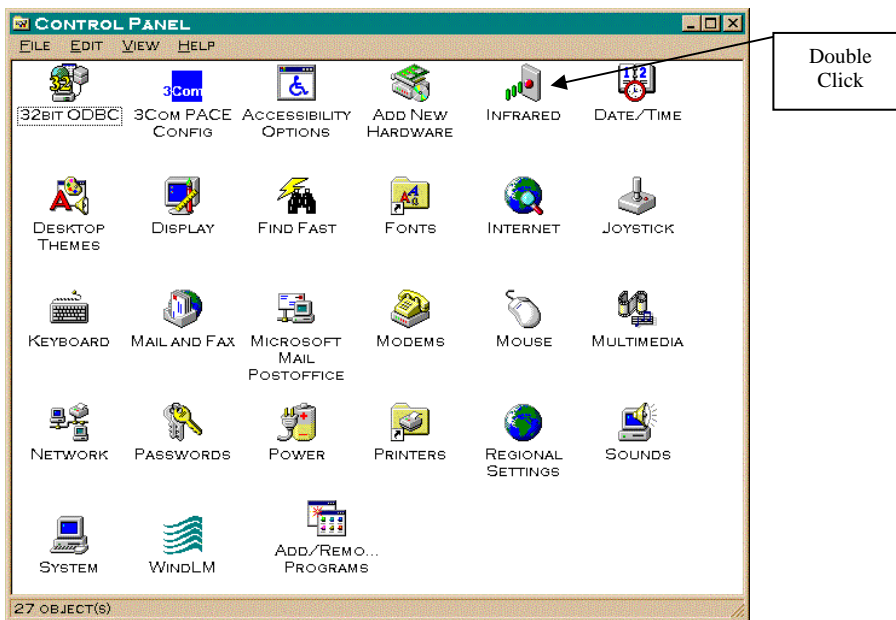 Control Panel
File Edit View Help
32bit ODBC
3Com
3Com PACE
Config
Accessibility
Options
Add New
Hardware
Infrared
Date/Time
Double
Click
Desktop
Themes
Display
Find Fast
Fonts
Internet
Joystick
Keyboard
Mail and Fax
Microsoft
Mail
Postoffice
Modems
Mouse
Multimedia
Network
Passwords
Power
Printers
Regional
Settings
Sounds
System
WindLM
Add/Remo...
Programs
27 object(s)